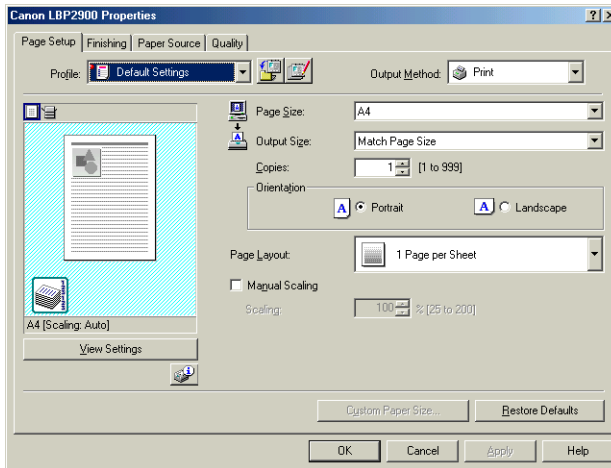 Canon LBP2900 Properties
Page Setup Finishing Paper Source Quality
Profile: Default Settings Output Method: Print
Page Size: A4
Output Size: Match Page Size
Copies: 1 [1 to 999]
Orientation
A Portrait A Landscape
Page Layout: 1 Page per Sheet
Manual Scaling
Scaling: 100 % [25 to 200]
A4 [Scaling: Auto]
View Settings
Custom Paper Size... Restore Defaults
OK Cancel Apply Help